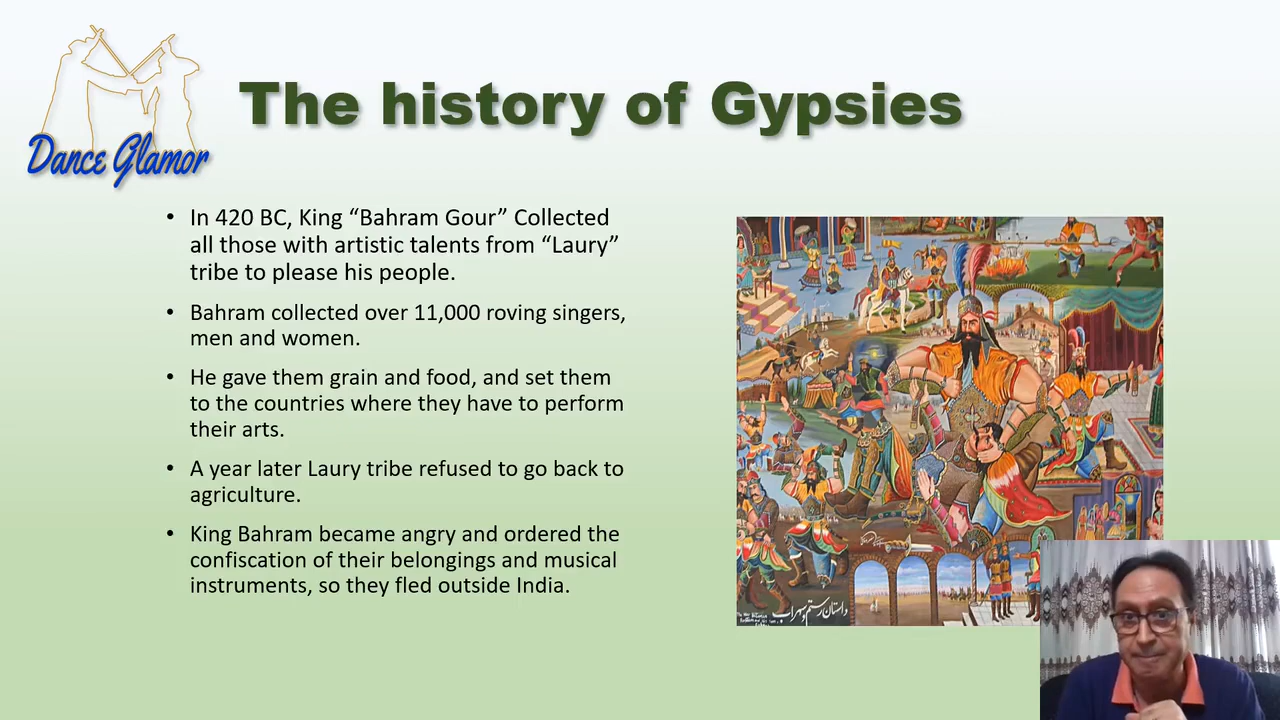 Dance Glamor
The history of Gypsies
• In 420 BC, King “Bahram Gour” Collected
all those with artistic talents from “Laury”
tribe to please his people.
• Bahram collected over 11,000 roving singers,
men and women.
• He gave them grain and food, and set them
to the countries where they have to perform
their arts.
• A year later Laury tribe refused to go back to
agriculture.
• King Bahram became angry and ordered the
confiscation of their belongings and musical
instruments, so they fled outside India.
داستان رستم و سهراب